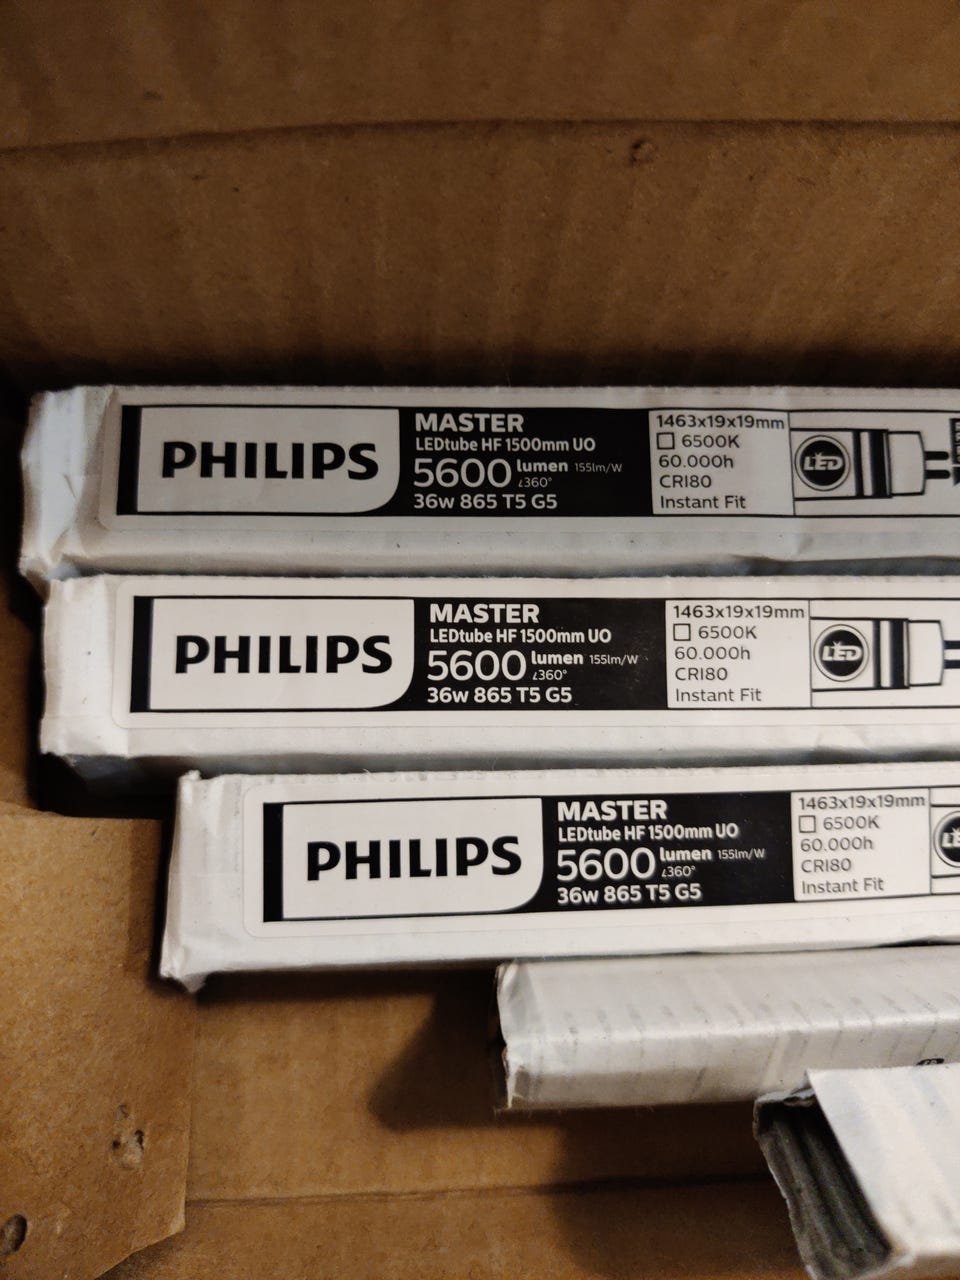 PHILIPS
MASTER
LEDtube HF 1500mm UO
5600 lumen 155lm/W
∠360°
36w 865 T5 G5
1463x19x19mm
6500K
60.000h
CRI80
Instant Fit
LED
PHILIPS
MASTER
LEDtube HF 1500mm UO
5600 lumen 155lm/W
∠360°
36w 865 T5 G5
1463x19x19mm
6500K
60.000h
CRI80
Instant Fit
LED
PHILIPS
MASTER
LEDtube HF 1500mm UO
5600 lumen 155lm/W
∠360°
36w 865 T5 G5
1463x19x19mm
6500K
60.000h
CRI80
Instant Fit
LE